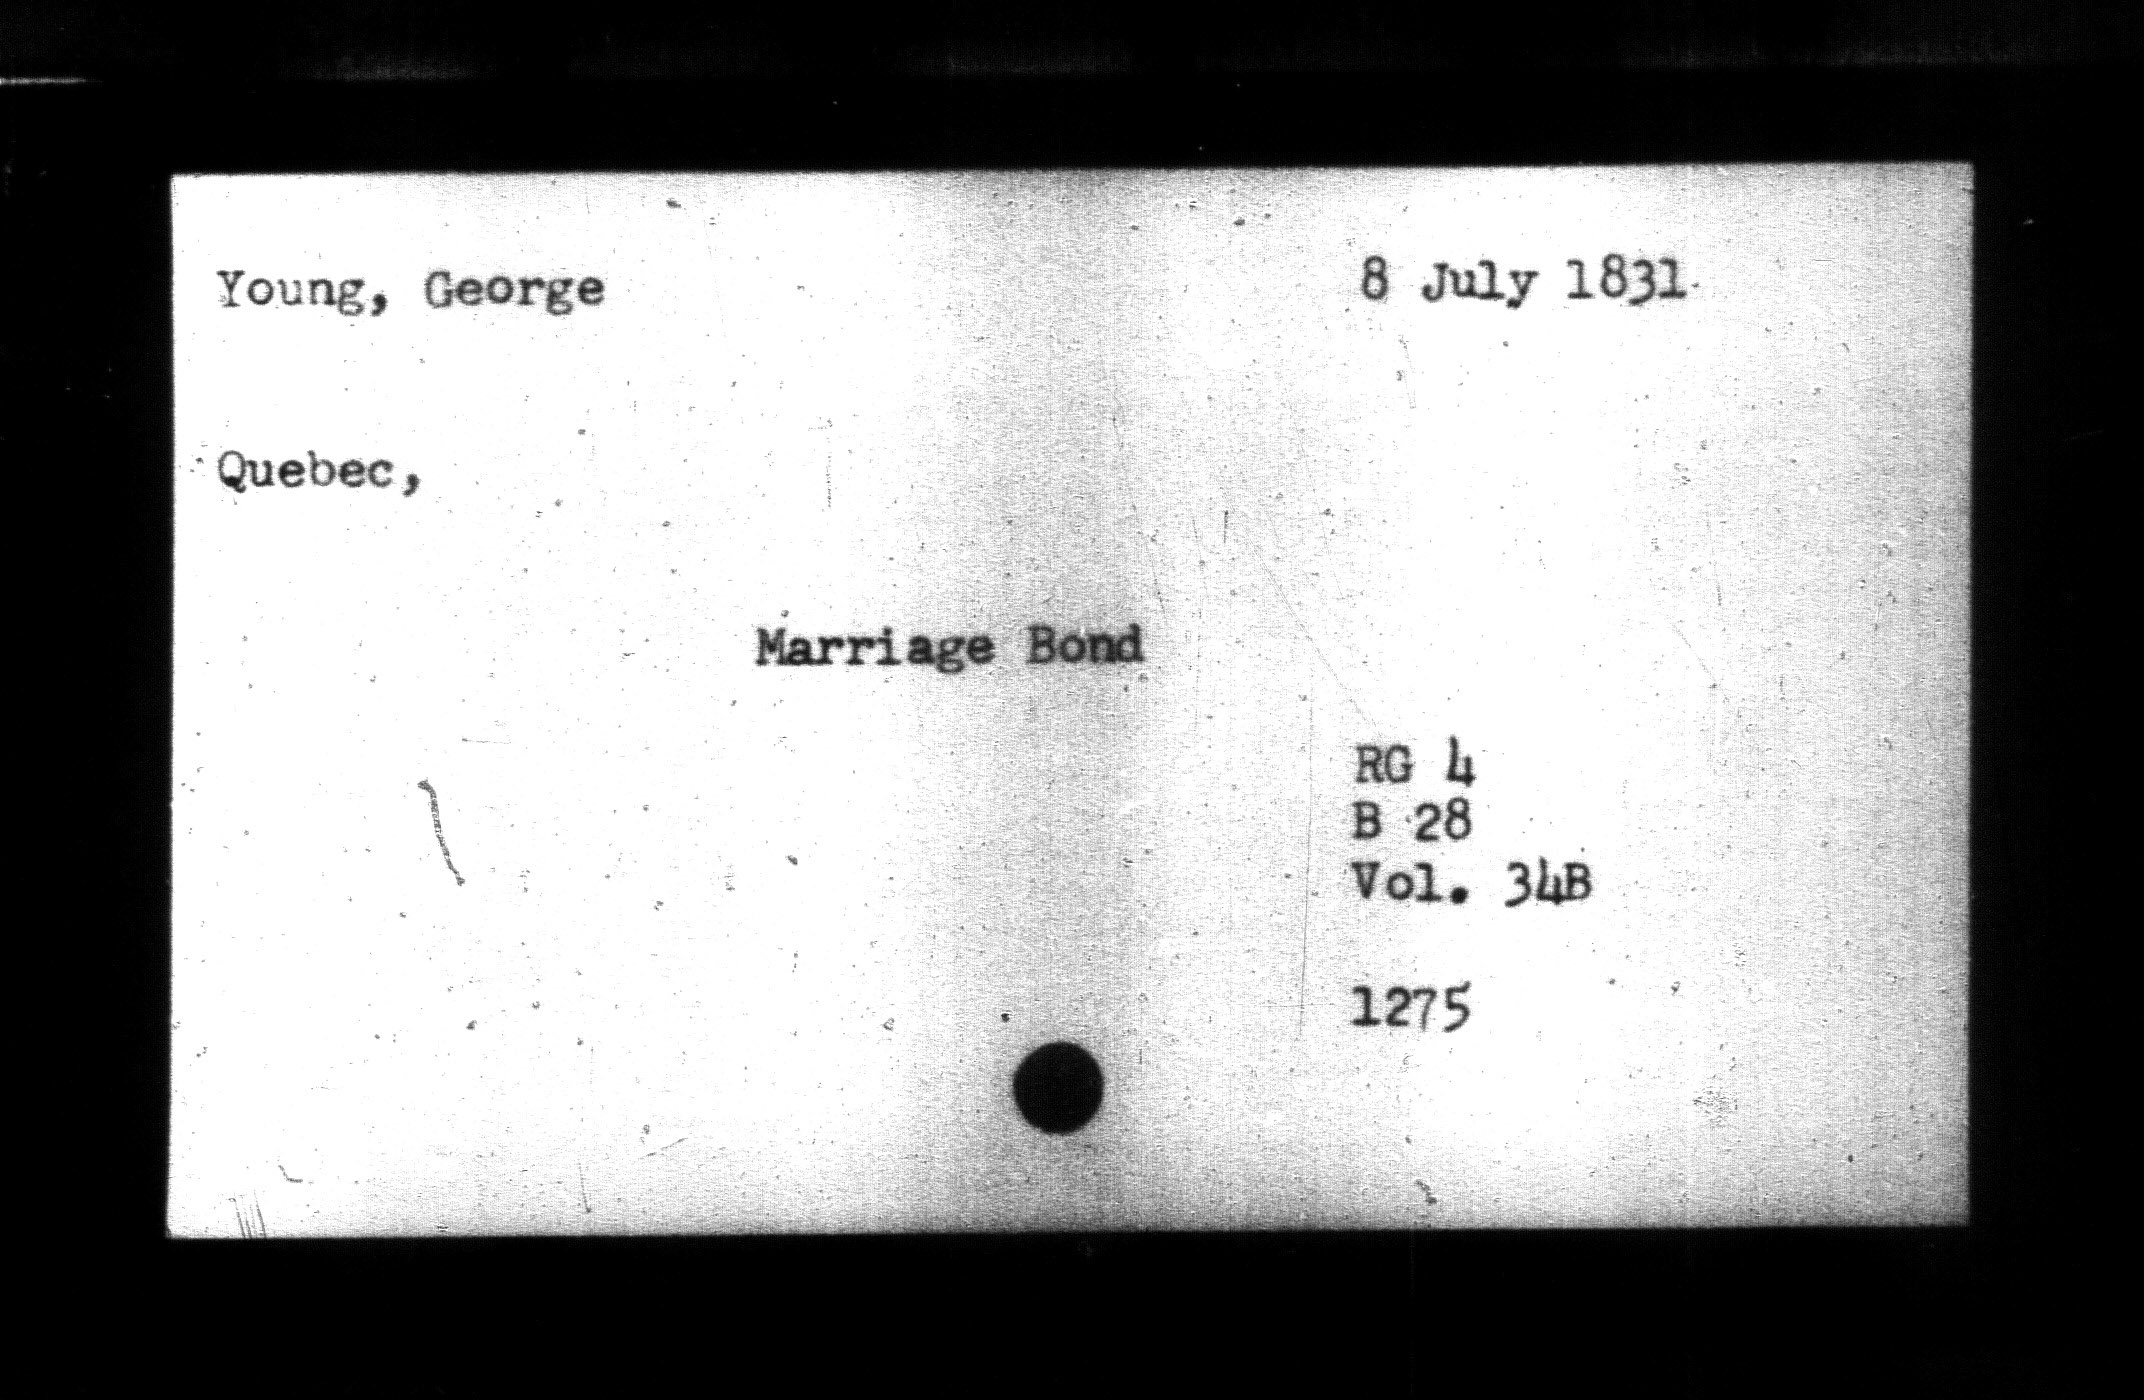 Young, George
8 July 1831
Quebec,
Marriage Bond
RG 4
B 28
Vol. 34B
1275